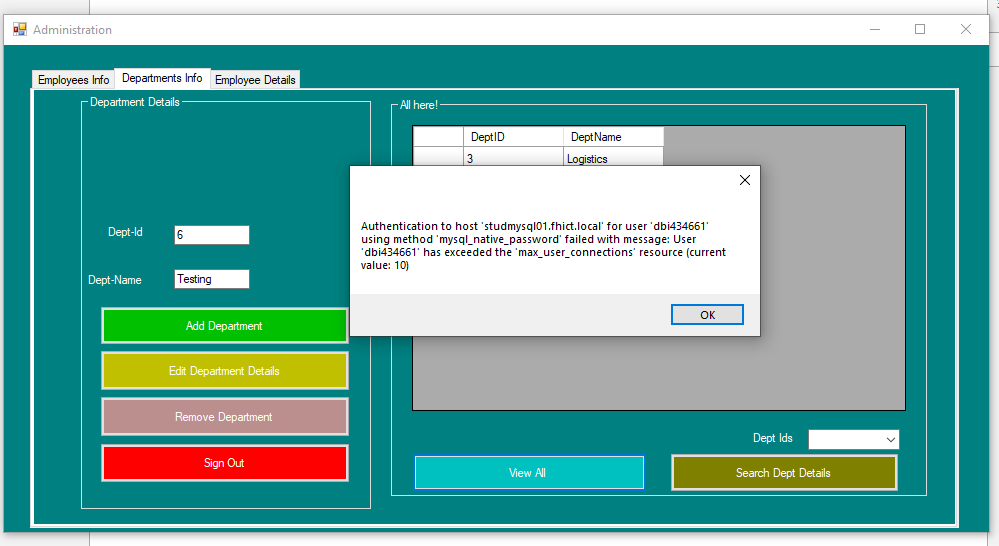 Administration
Employees Info
Departments Info
Employee Details
Department Details
All here!
DeptID
DeptName
3
Logistics
Authentication to host 'studmysql01.fhict.local' for user 'dbi434661'
using method 'mysql_native_password' failed with message: User
'dbi434661' has exceeded the 'max_user_connections' resource (current
value: 10)
OK
Dept-Id
6
Dept-Name
Testing
Add Department
Edit Department Details
Remove Department
Sign Out
Dept Ids
View All
Search Dept Details